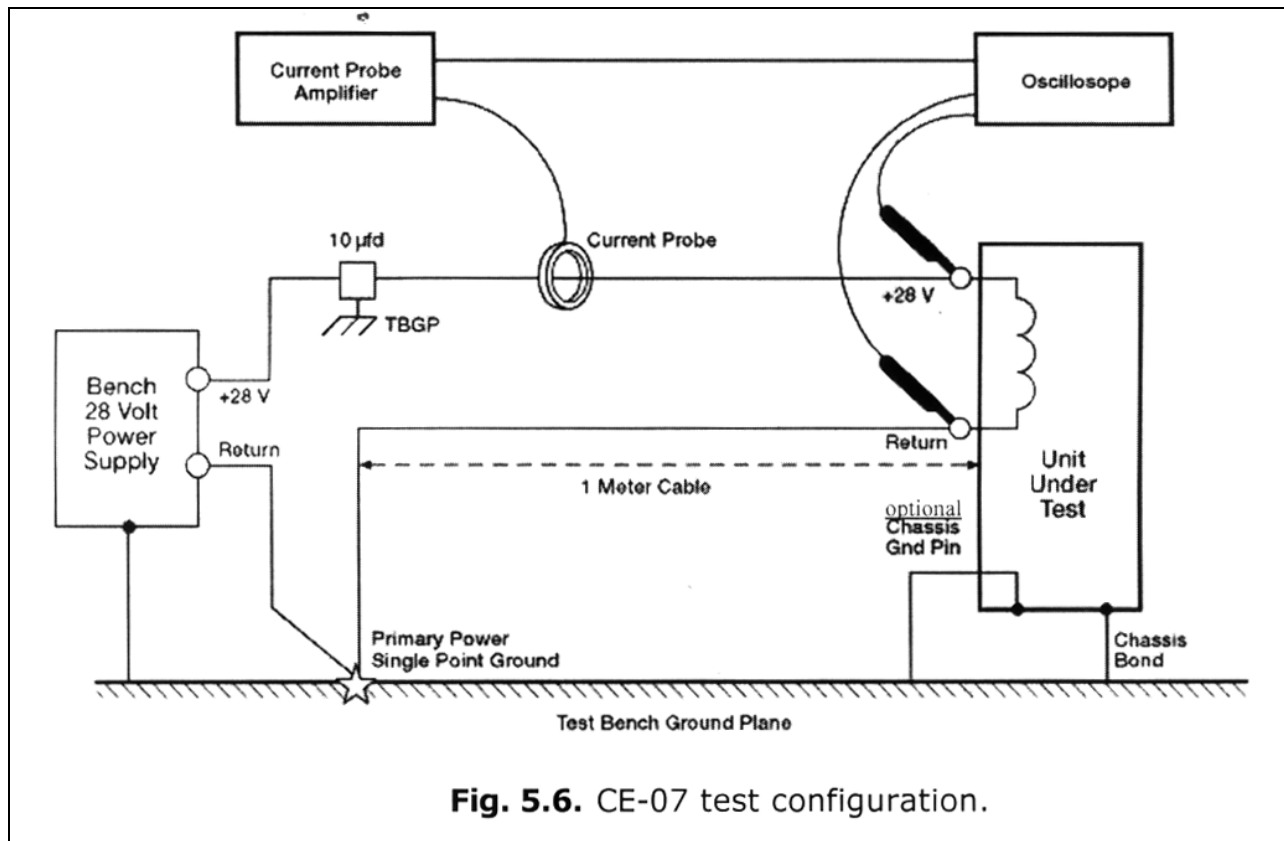 Current Probe
Amplifier
Oscillosope
10 µfd
Current Probe
+28 V
TBGP
Bench
28 Volt
Power
Supply
+28 V
Return
Return
1 Meter Cable
Unit
Under
Test
optional
Chassis
Gnd Pin
Primary Power
Single Point Ground
Chassis
Bond
Test Bench Ground Plane
Fig. 5.6. CE-07 test configuration.